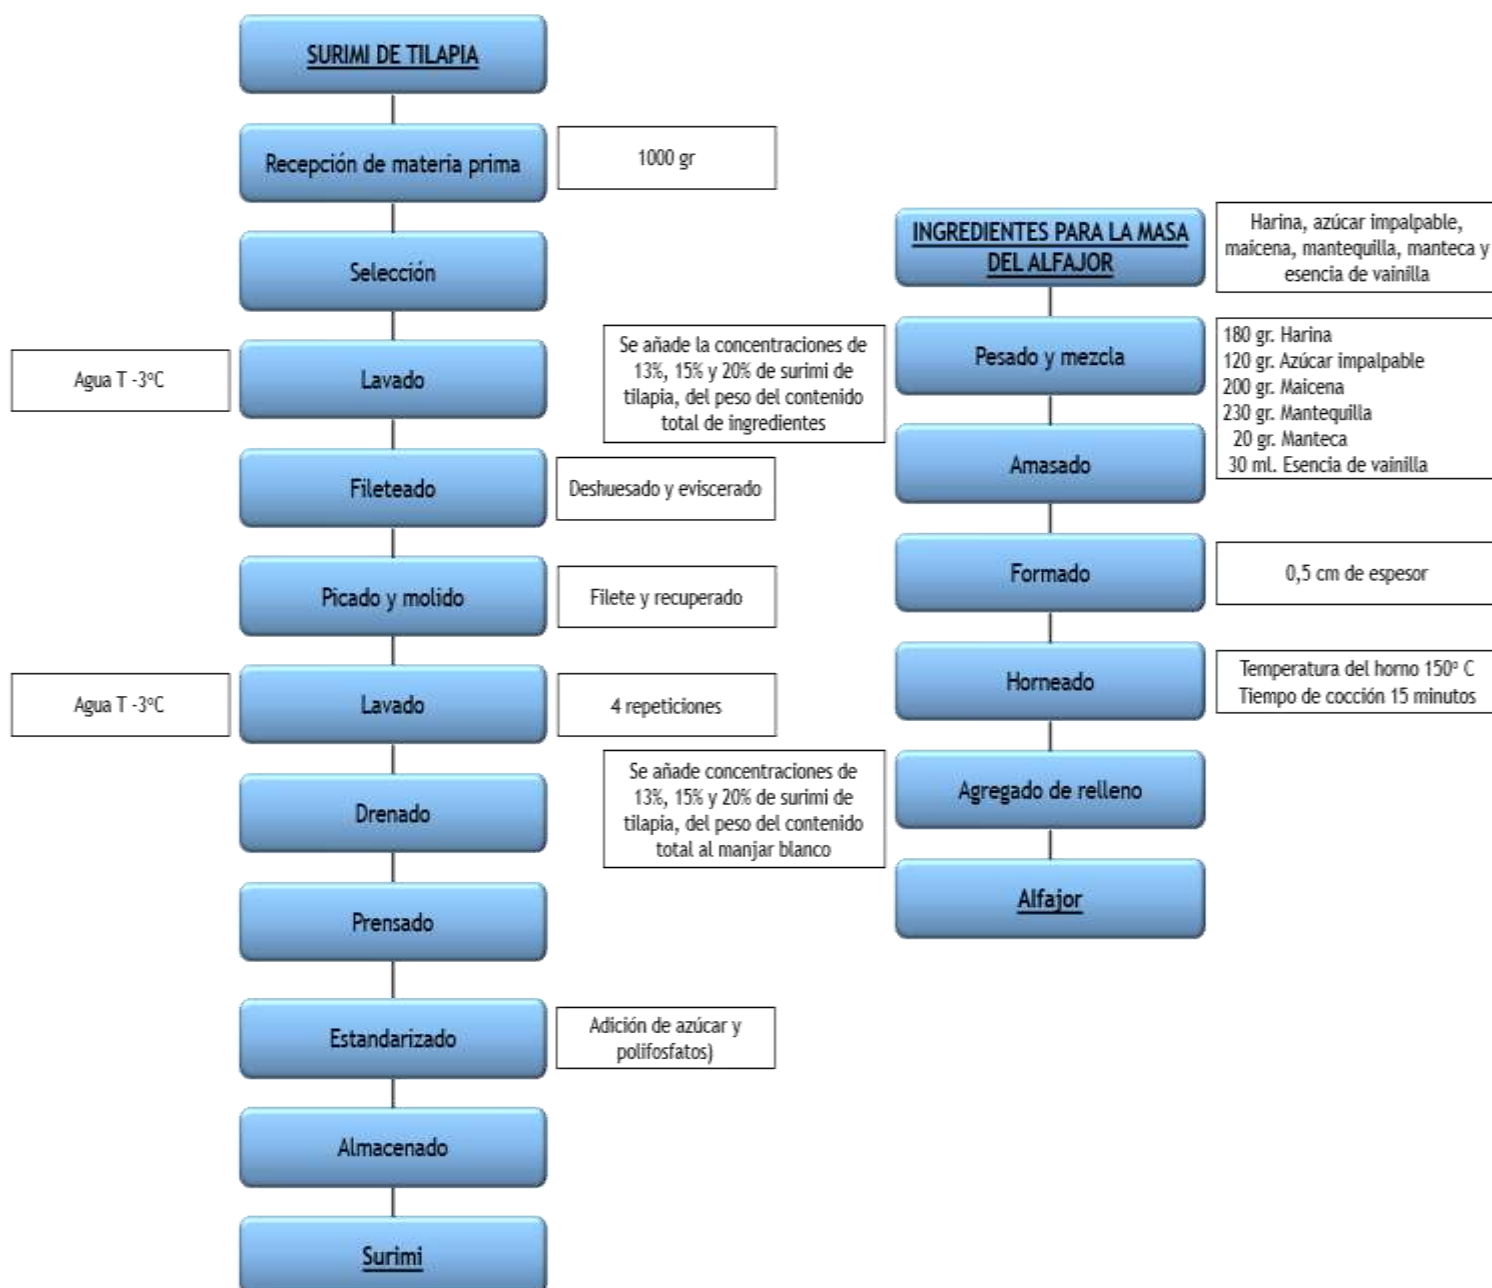 SURIMI DE TILAPIA
Recepción de materia prima
1000 gr
Selección
Agua T -3ºC
Lavado
Fileteado
Deshuesado y eviscerado
Picado y molido
Filete y recuperado
Agua T -3ºC
Lavado
4 repeticiones
Drenado
Prensado
Estandarizado
Adición de azúcar y
polifosfatos)
Almacenado
Surimi
INGREDIENTES PARA LA MASA
DEL ALFAJOR
Harina, azúcar impalpable,
maicena, mantequilla, manteca y
esencia de vainilla
Se añade la concentraciones de
13%, 15% y 20% de surimi de
tilapia, del peso del contenido
total de ingredientes
Pesado y mezcla
180 gr. Harina
120 gr. Azúcar impalpable
200 gr. Maicena
230 gr. Mantequilla
20 gr. Manteca
30 ml. Esencia de vainilla
Amasado
Formado
0,5 cm de espesor
Horneado
Temperatura del horno 150º C
Tiempo de cocción 15 minutos
Se añade concentraciones de
13%, 15% y 20% de surimi de
tilapia, del peso del contenido
total al manjar blanco
Agregado de relleno
Alfajor